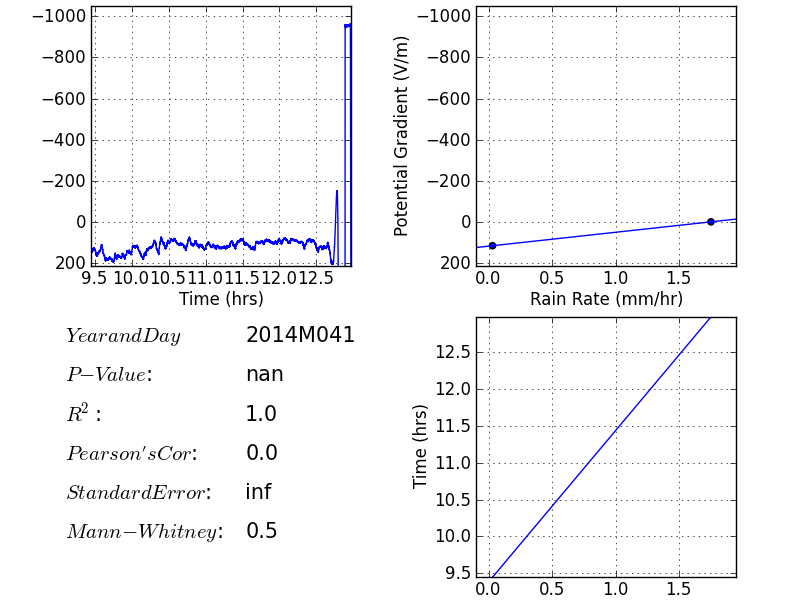 −1000
−800
−600
−400
−200
0
200
9.5 10.0 10.5 11.0 11.5 12.0 12.5
Time (hrs)
Potential Gradient (V/m)
−1000
−800
−600
−400
−200
0
200
0.0 0.5 1.0 1.5
Rain Rate (mm/hr)
YearandDay 2014M041
P−Value: nan
R²: 1.0
Pearson'sCor: 0.0
StandardError: inf
Mann−Whitney: 0.5
Time (hrs)
12.5
12.0
11.5
11.0
10.5
10.0
9.5
0.0 0.5 1.0 1.5